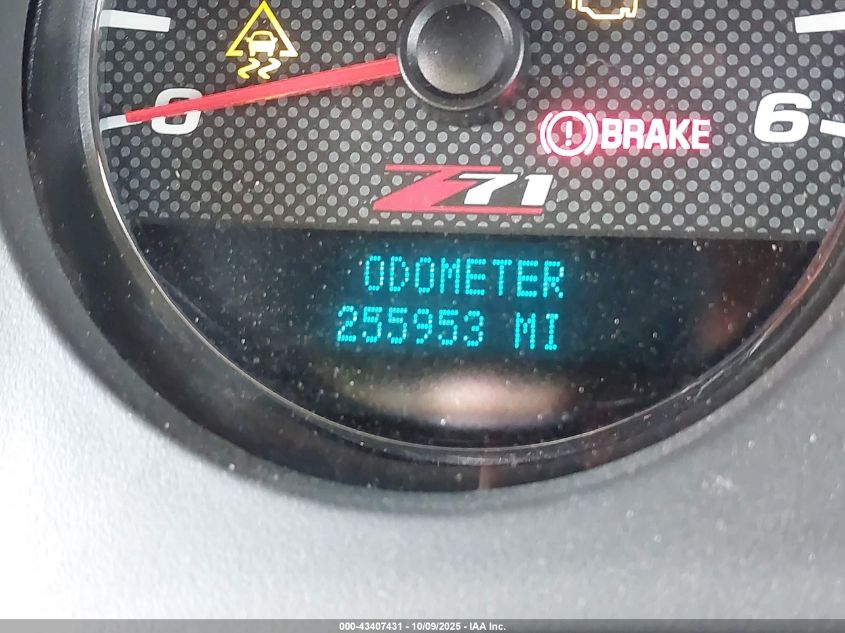 0
6
BRAKE
Z71
ODOMETER
255953 MI
000-43407431 - 10/09/2025 - IAA Inc.